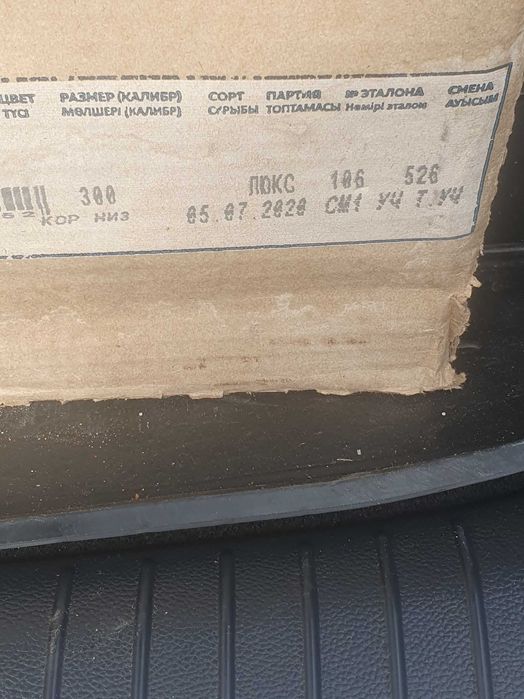 ЦВЕТ РАЗМЕР (КАЛИБР) СОРТ ПАРТИЯ № ЭТАЛОНА СМЕНА
ТҮСІ МӨЛШЕРІ (КАЛИБР) СҰРЫБЫ ТОПТАМАСЫ Нөмірі эталон АУЫСЫМ
300 ЛЮКС 106 526
52 КОР НИЗ 05.07.2020 СМ1 УЧ Т.УЧ